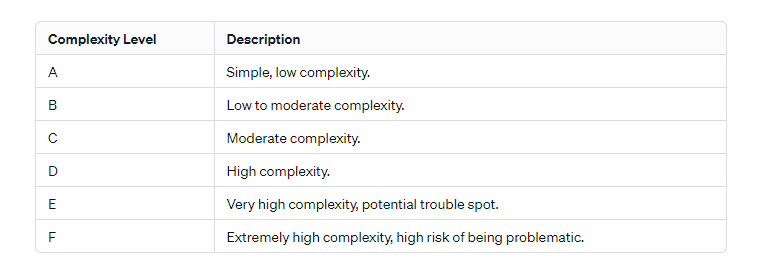 Complexity Level Description
A Simple, low complexity.
B Low to moderate complexity.
C Moderate complexity.
D High complexity.
E Very high complexity, potential trouble spot.
F Extremely high complexity, high risk of being problematic.